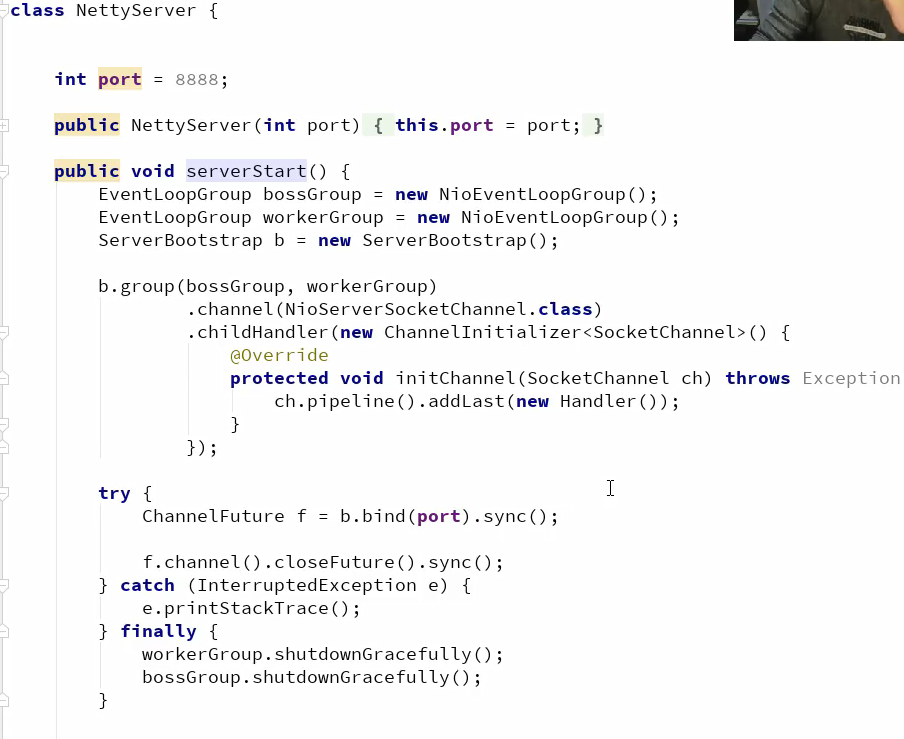 class NettyServer {
int port = 8888;
public NettyServer(int port) { this.port = port; }
public void serverStart() {
EventLoopGroup bossGroup = new NioEventLoopGroup();
EventLoopGroup workerGroup = new NioEventLoopGroup();
ServerBootstrap b = new ServerBootstrap();
b.group(bossGroup, workerGroup)
.channel(NioServerSocketChannel.class)
.childHandler(new ChannelInitializer<SocketChannel>() {
@Override
protected void initChannel(SocketChannel ch) throws Exception
ch.pipeline().addLast(new Handler());
}
});
try {
ChannelFuture f = b.bind(port).sync();
f.channel().closeFuture().sync();
} catch (InterruptedException e) {
e.printStackTrace();
} finally {
workerGroup.shutdownGracefully();
bossGroup.shutdownGracefully();
}